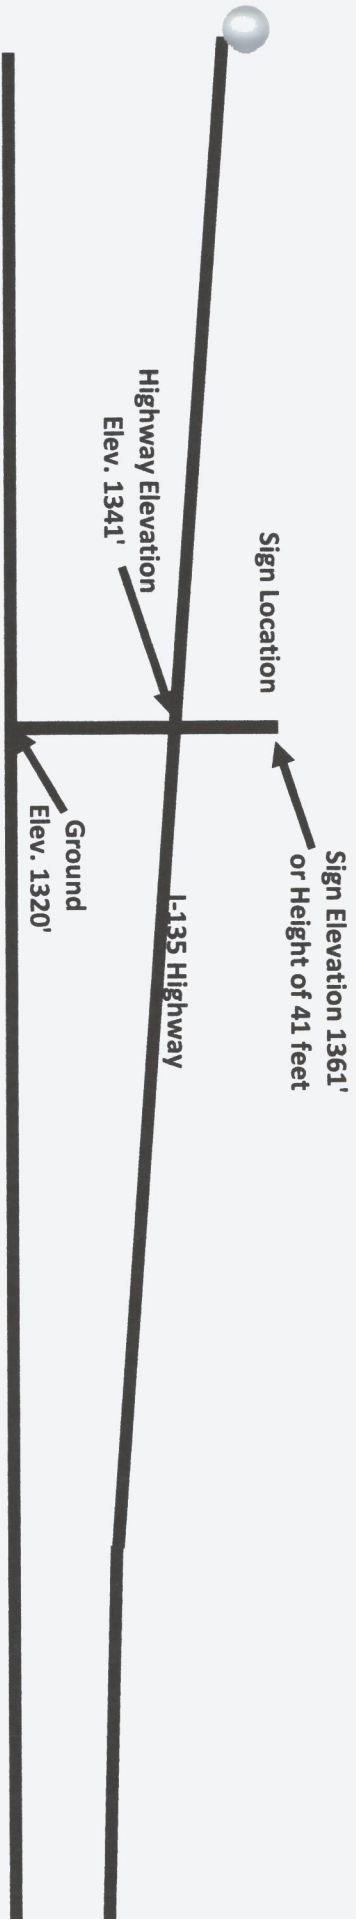 Sign Location
Sign Elevation 1361'
or Height of 41 feet
Highway Elevation
Elev. 1341'
I-135 Highway
Ground
Elev. 1320'